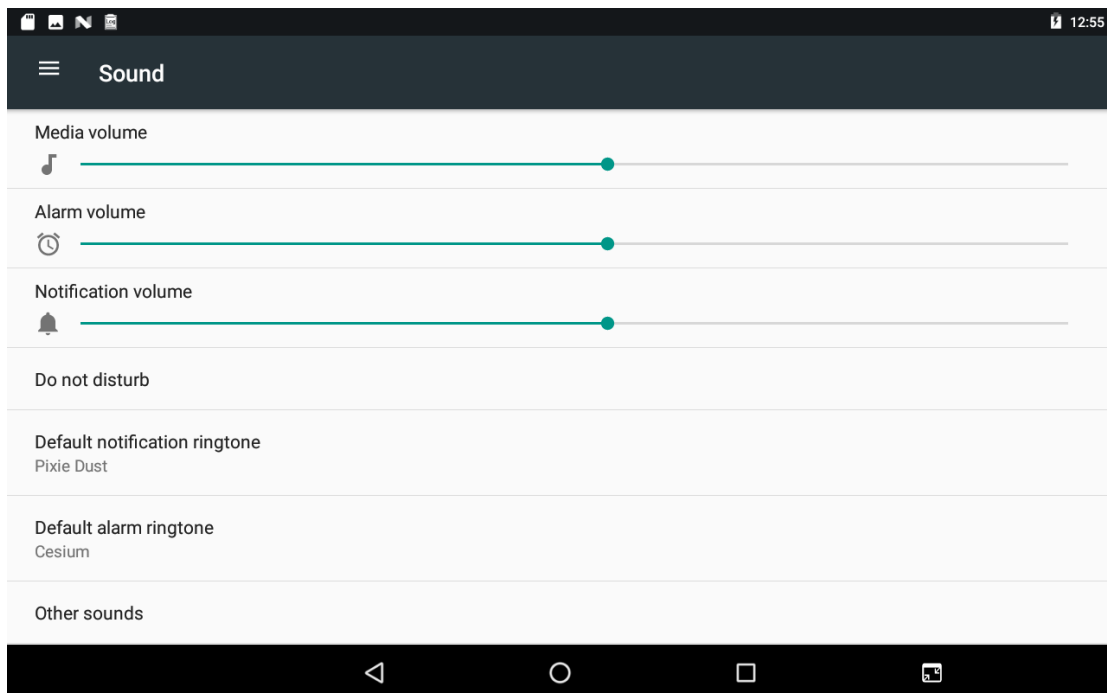 12:55
Sound
Media volume
Alarm volume
Notification volume
Do not disturb
Default notification ringtone
Pixie Dust
Default alarm ringtone
Cesium
Other sounds